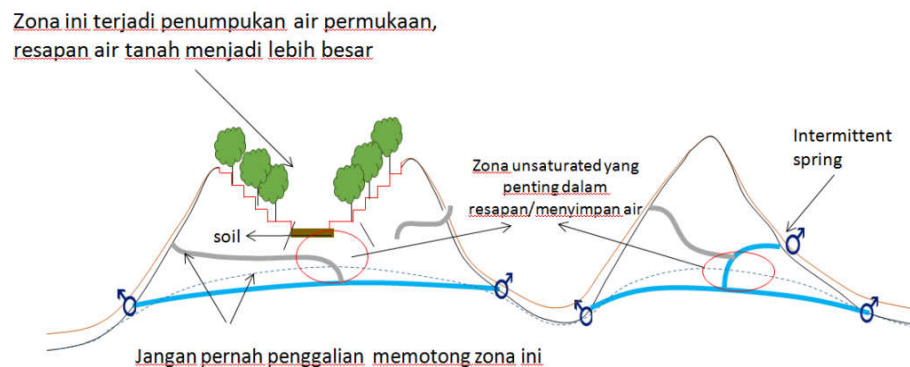 Zona ini terjadi penumpukan air permukaan,
resapan air tanah menjadi lebih besar
Intermittent
spring
Zona unsaturated yang
penting dalam
resapan/menyimpan air
soil
Jangan pernah penggalian memotong zona ini